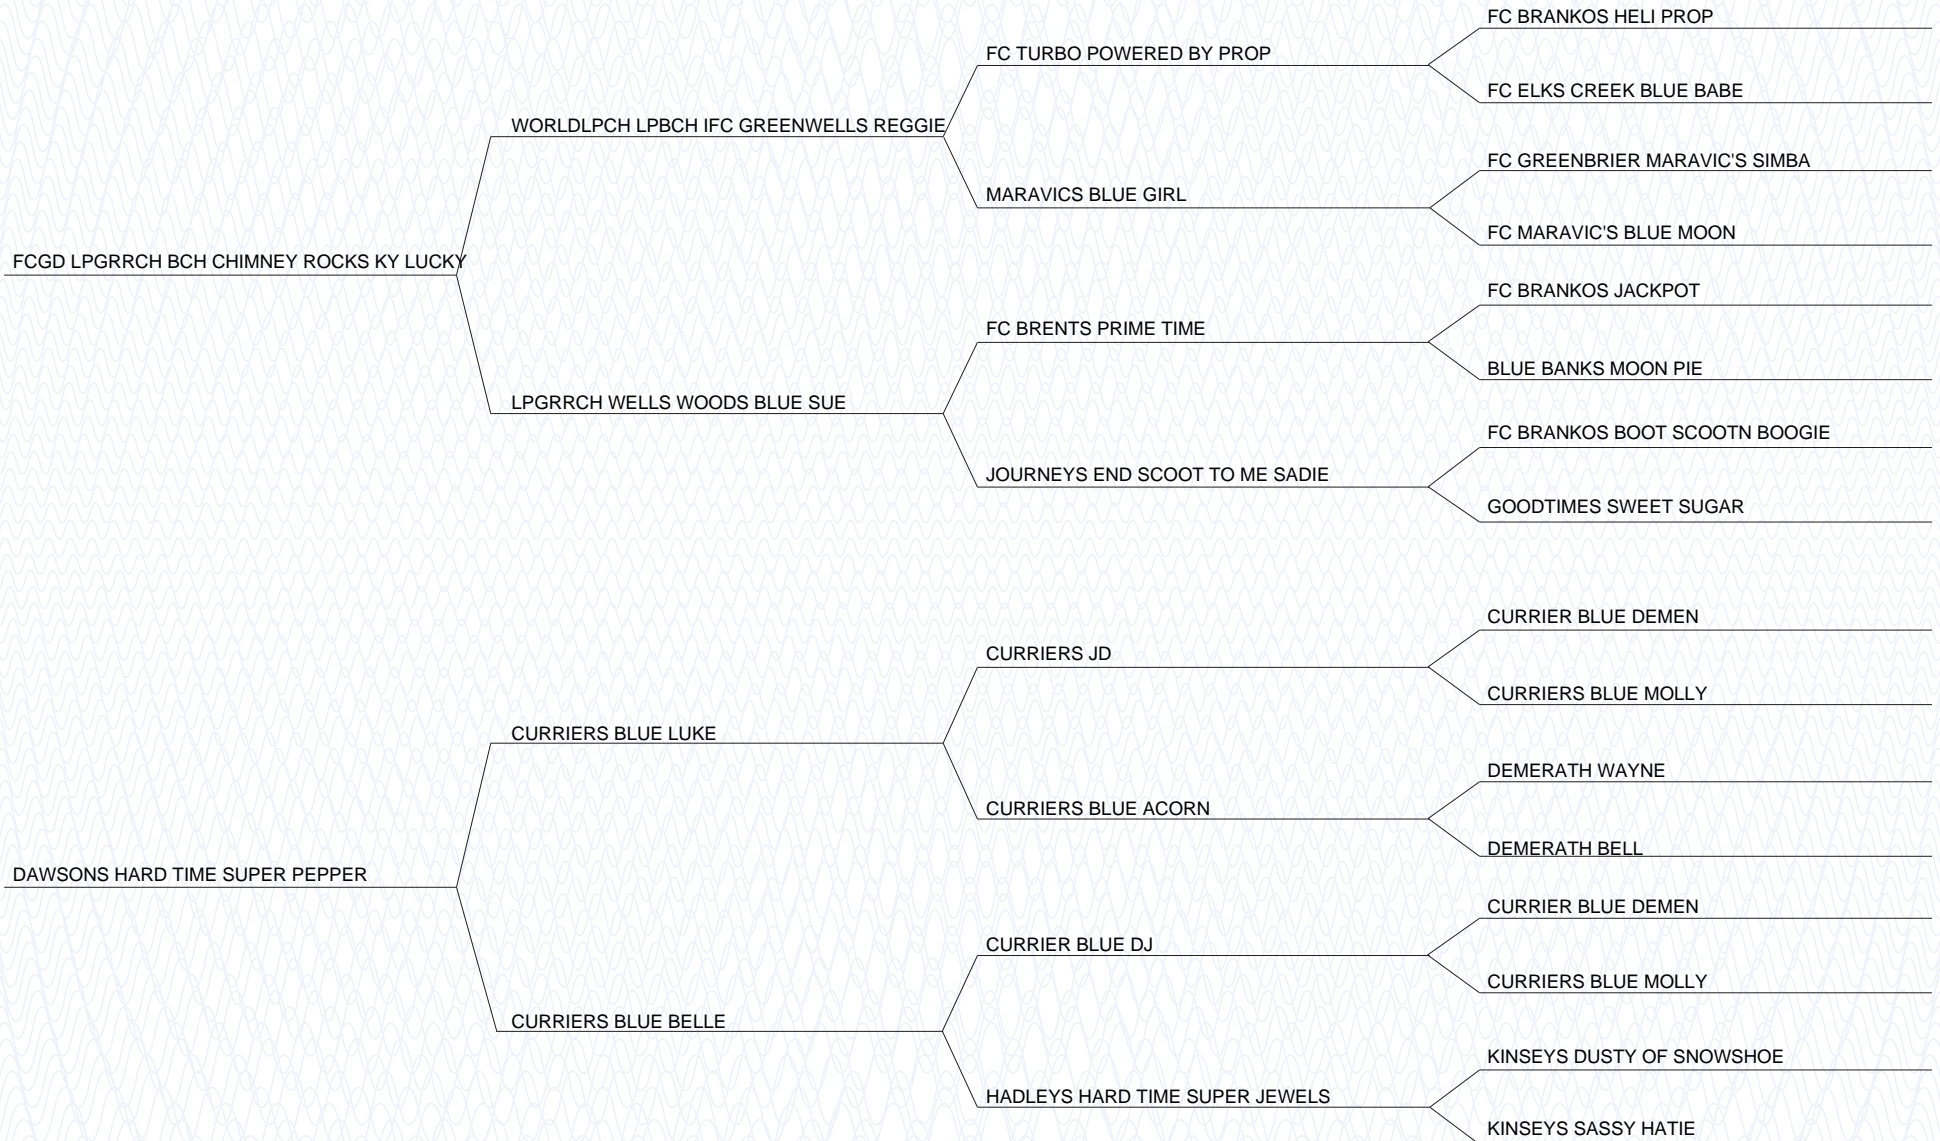 FC BRANKOS HELI PROP
FC TURBO POWERED BY PROP
FC ELKS CREEK BLUE BABE
WORLDLPCH LPBCH IFC GREENWELLS REGGIE
FC GREENBRIER MARAVIC'S SIMBA
MARAVICS BLUE GIRL
FC MARAVIC'S BLUE MOON
FCGD LPGRRCH BCH CHIMNEY ROCKS KY LUCKY
FC BRANKOS JACKPOT
FC BRENTS PRIME TIME
BLUE BANKS MOON PIE
LPGRRCH WELLS WOODS BLUE SUE
FC BRANKOS BOOT SCOOTN BOOGIE
JOURNEYS END SCOOT TO ME SADIE
GOODTIMES SWEET SUGAR
CURRIER BLUE DEMEN
CURRIERS JD
CURRIERS BLUE MOLLY
CURRIERS BLUE LUKE
DEMERATH WAYNE
CURRIERS BLUE ACORN
DEMERATH BELL
DAWSONS HARD TIME SUPER PEPPER
CURRIER BLUE DEMEN
CURRIER BLUE DJ
CURRIERS BLUE MOLLY
CURRIERS BLUE BELLE
KINSEYS DUSTY OF SNOWSHOE
HADLEYS HARD TIME SUPER JEWELS
KINSEYS SASSY HATIE